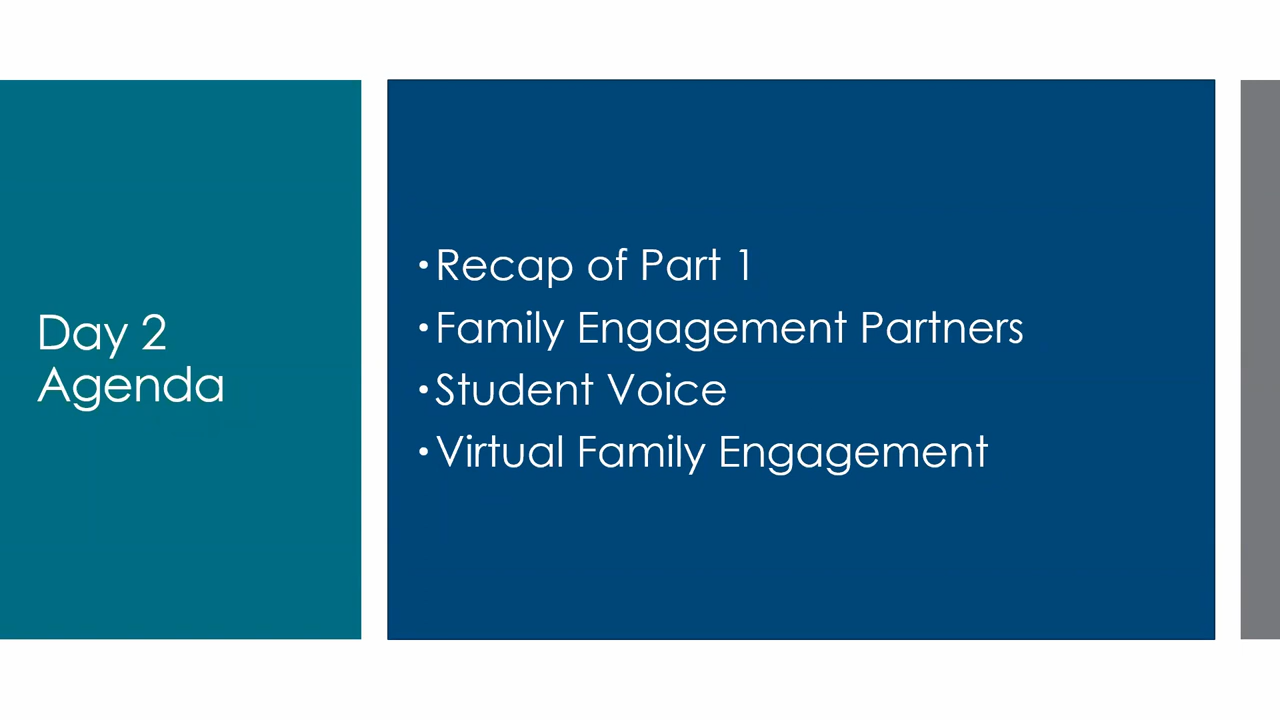 Day 2
Agenda
•Recap of Part 1
•Family Engagement Partners
•Student Voice
•Virtual Family Engagement